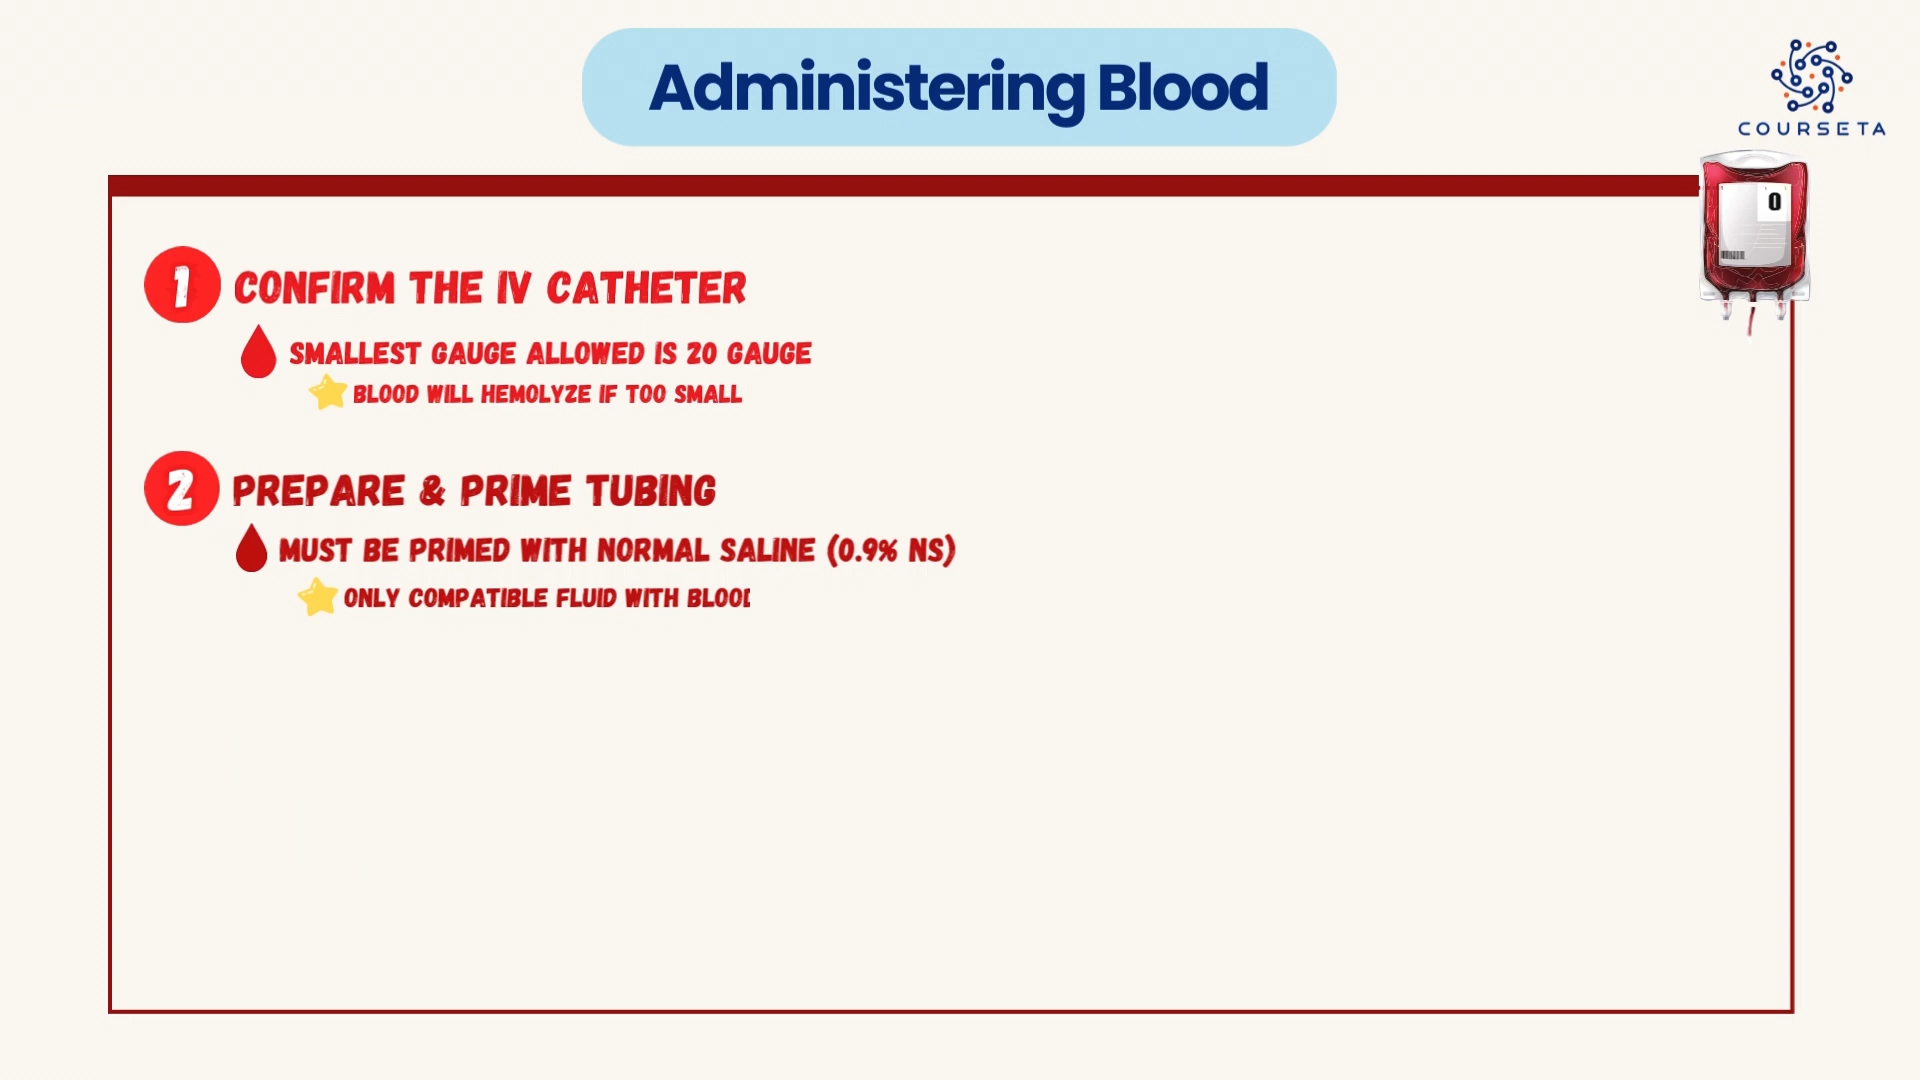 Administering Blood
COURSETA
0
1 CONFIRM THE IV CATHETER
SMALLEST GAUGE ALLOWED IS 20 GAUGE
BLOOD WILL HEMOLYZE IF TOO SMALL
2 PREPARE & PRIME TUBING
MUST BE PRIMED WITH NORMAL SALINE (0.9% NS)
ONLY COMPATIBLE FLUID WITH BLOOD